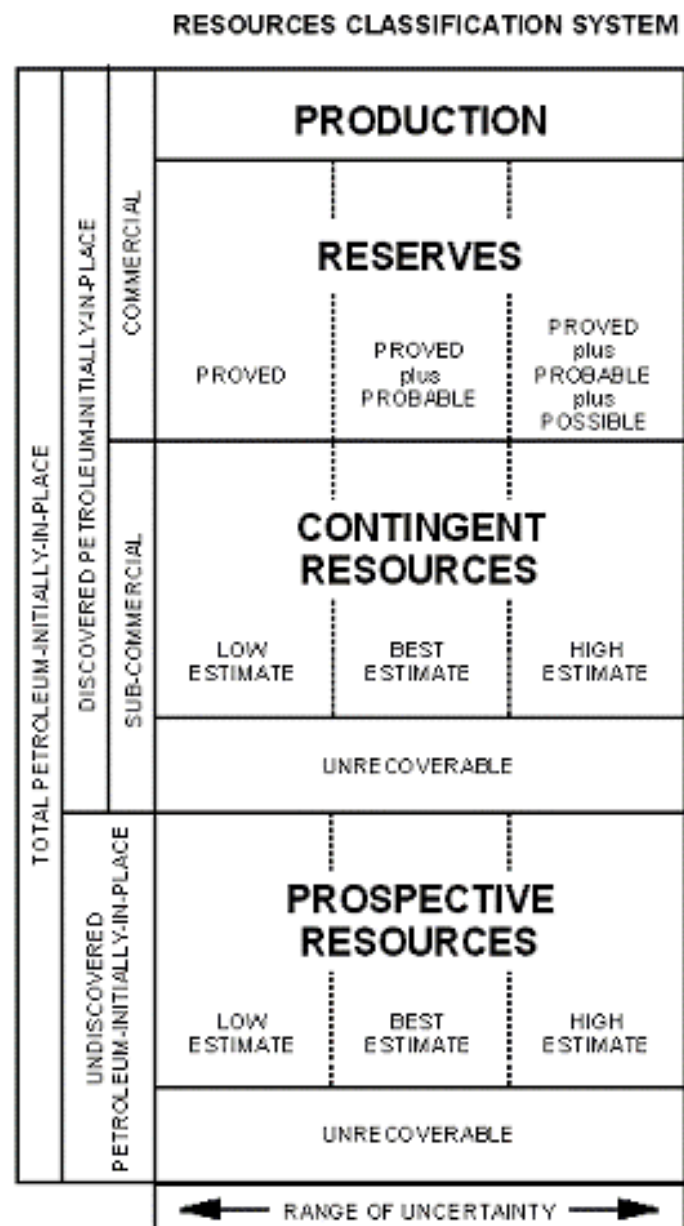 RESOURCES CLASSIFICATION SYSTEM
TOTAL PETROLEUM-INITIALLY-IN-PLACE
DISCOVERED PETROLEUM-INITIALLY-IN-PLACE
COMMERCIAL
PRODUCTION
RESERVES
PROVED
PROVED
plus
PROBABLE
PROVED
plus
PROBABLE
plus
POSSIBLE
SUB-COMMERCIAL
CONTINGENT
RESOURCES
LOW
ESTIMATE
BEST
ESTIMATE
HIGH
ESTIMATE
UNRECOVERABLE
UNDISCOVERED
PETROLEUM-INITIALLY-IN-PLACE
PROSPECTIVE
RESOURCES
LOW
ESTIMATE
BEST
ESTIMATE
HIGH
ESTIMATE
UNRECOVERABLE
RANGE OF UNCERTAINTY